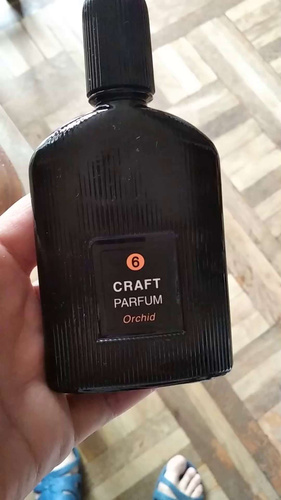 6
CRAFT
PARFUM
Orchid